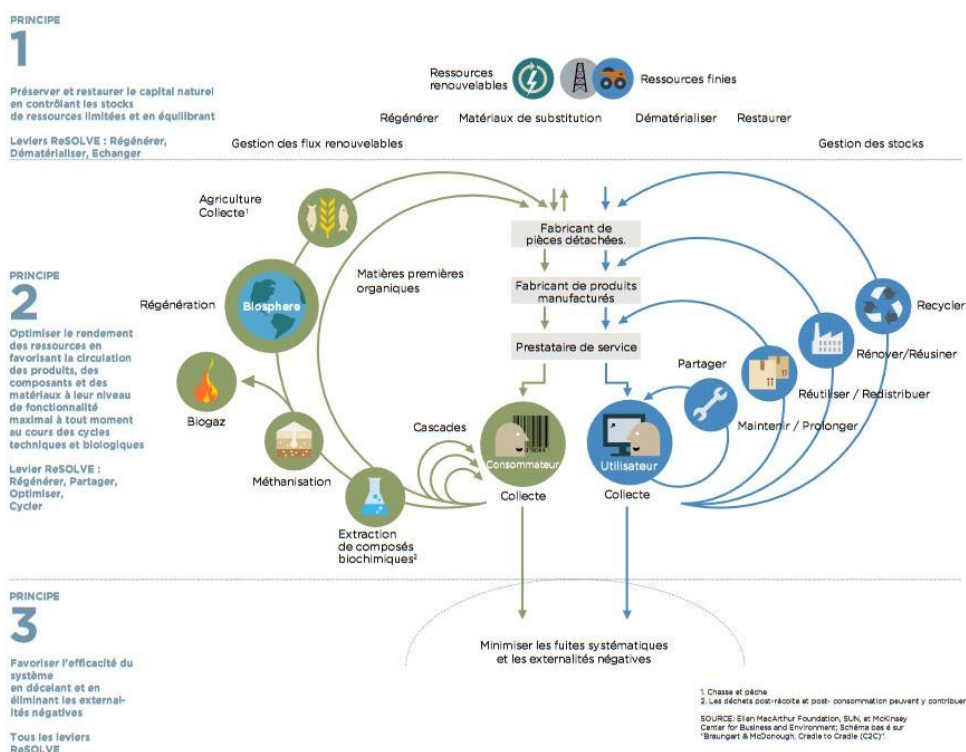 PRINCIPE
1
Préserver et restaurer le capital naturel
en contrôlant les stocks
de ressources limitées et en équilibrant
Leviers ReSOLVE : Régénérer,
Dématérialiser, Echanger
Ressources
renouvelables
Ressources finies
Régénérer
Matériaux de substitution
Dématérialiser
Restaurer
Gestion des flux renouvelables
Gestion des stocks
PRINCIPE
2
Optimiser le rendement
des ressources en
favorisant la circulation
des produits, des
composants et des
matériaux à leur niveau
de fonctionnalité
maximal à tout moment
au cours des cycles
techniques et biologiques
Levier ReSOLVE :
Régénérer, Partager,
Optimiser,
Cycler
Agriculture
Collecte¹
Régénération
Biosphere
Biogaz
Méthanisation
Extraction
de composés
biochimiques²
Matières premières
organiques
Cascades
Fabricant de
pièces détachées.
Fabricant de produits
manufacturés
Prestataire de service
Consommateur
Collecte
Utilisateur
Collecte
Partager
Maintenir / Prolonger
Réutiliser / Redistribuer
Rénover/Réusiner
Recycler
PRINCIPE
3
Favoriser l'efficacité du
système
en décelant et en
éliminant les external-
ités négatives
Tous les leviers
ReSOLVE
Minimiser les fuites systématiques
et les externalités négatives
1. Chasse et pêche
2. Les déchets post-récolte et post- consommation peuvent y contribuer
SOURCE: Ellen MacArthur Foundation, SUN, et McKinsey
Center for Business and Environment; Schéma bas é sur
"Braungart & McDonough, Cradle to Cradle (C2C)".